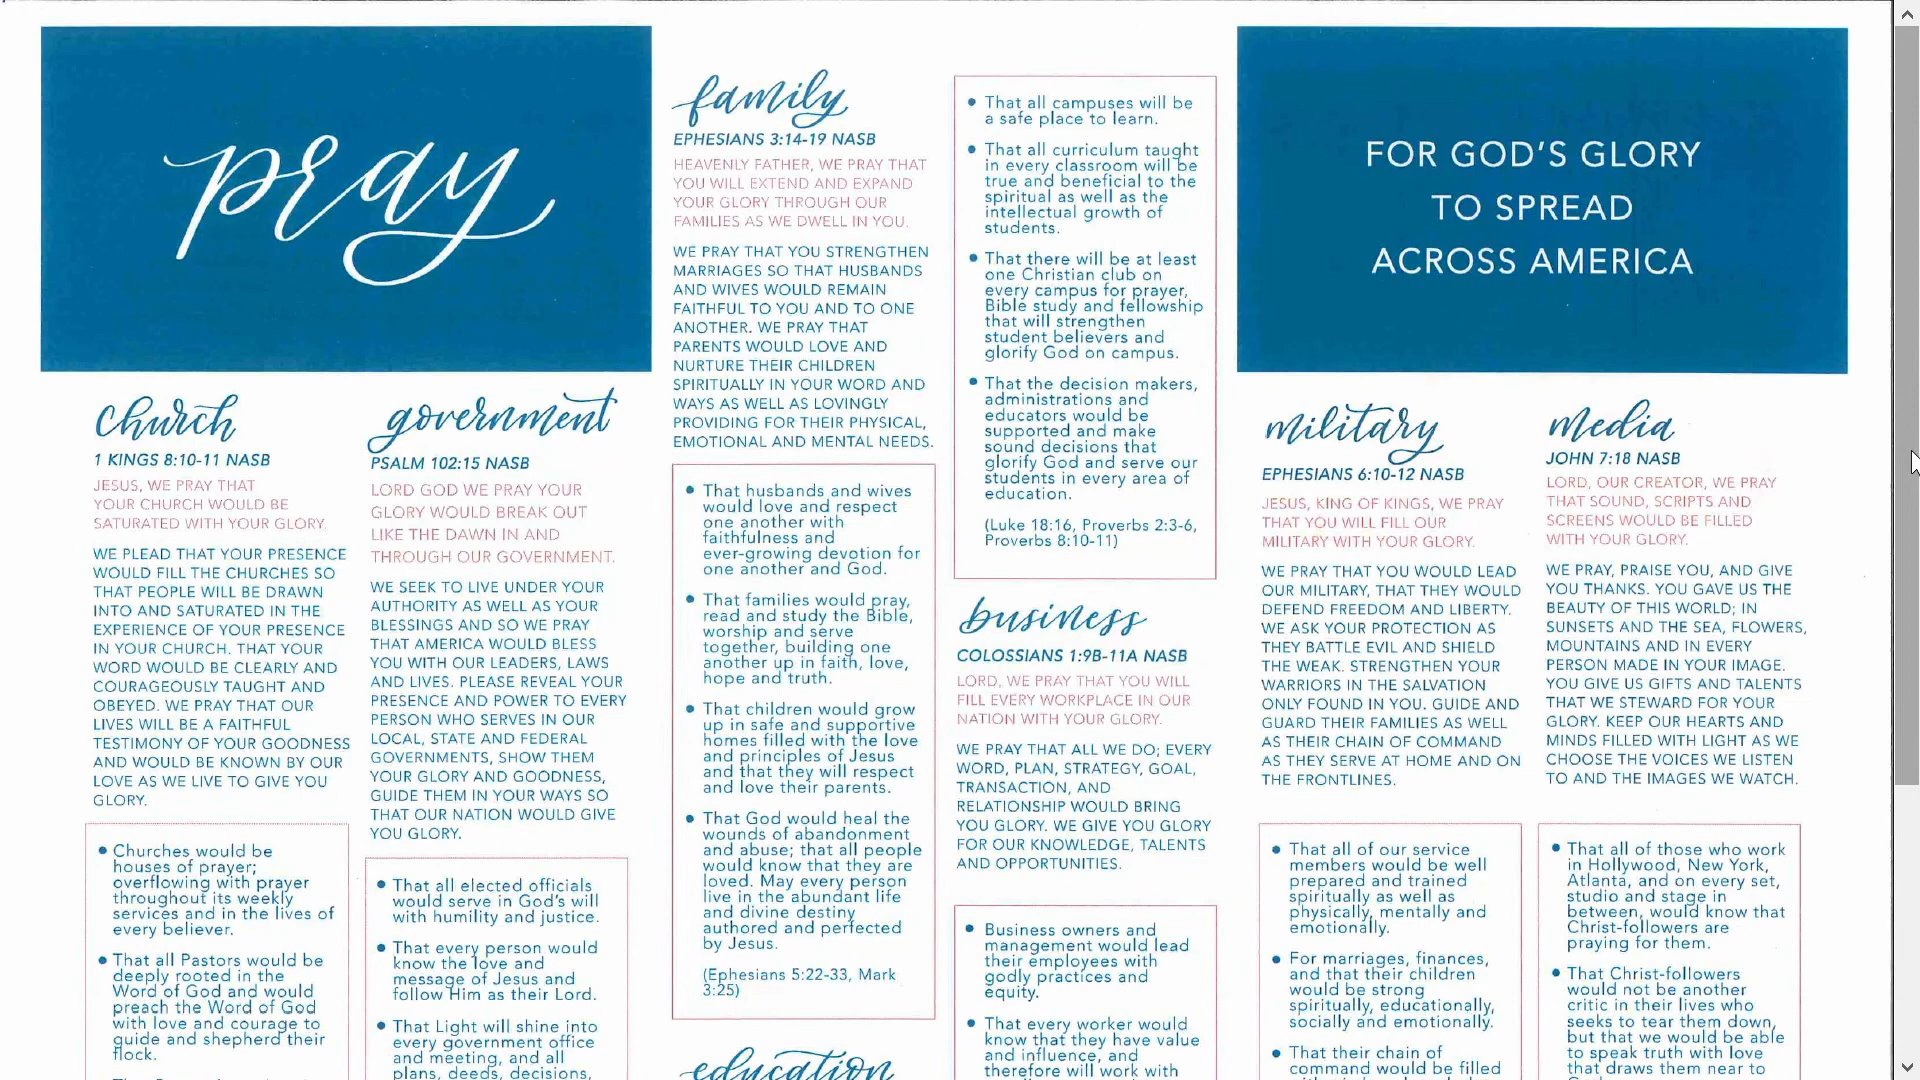 pray
church
1 KINGS 8:10-11 NASB
JESUS, WE PRAY THAT
YOUR CHURCH WOULD BE
SATURATED WITH YOUR GLORY.
WE PLEAD THAT YOUR PRESENCE
WOULD FILL THE CHURCHES SO
THAT PEOPLE WILL BE DRAWN
INTO AND SATURATED IN THE
EXPERIENCE OF YOUR PRESENCE
IN YOUR CHURCH. THAT YOUR
WORD WOULD BE CLEARLY AND
COURAGEOUSLY TAUGHT AND
OBEYED. WE PRAY THAT OUR
LIVES WILL BE A FAITHFUL
TESTIMONY OF YOUR GOODNESS
AND WOULD BE KNOWN BY OUR
LOVE AS WE LIVE TO GIVE YOU
GLORY.
• Churches would be
houses of prayer;
overflowing with prayer
throughout its weekly
services and in the lives of
every believer.
• That all Pastors would be
deeply rooted in the
Word of God and would
preach the Word of God
with love and courage to
guide and shepherd their
flock.
government
PSALM 102:15 NASB
LORD GOD WE PRAY YOUR
GLORY WOULD BREAK OUT
LIKE THE DAWN IN AND
THROUGH OUR GOVERNMENT.
WE SEEK TO LIVE UNDER YOUR
AUTHORITY AS WELL AS YOUR
BLESSINGS AND SO WE PRAY
THAT AMERICA WOULD BLESS
YOU WITH OUR LEADERS, LAWS
AND LIVES. PLEASE REVEAL YOUR
PRESENCE AND POWER TO EVERY
PERSON WHO SERVES IN OUR
LOCAL, STATE AND FEDERAL
GOVERNMENTS, SHOW THEM
YOUR GLORY AND GOODNESS,
GUIDE THEM IN YOUR WAYS SO
THAT OUR NATION WOULD GIVE
YOU GLORY.
• That all elected officials
would serve in God's will
with humility and justice.
• That every person would
know the love and
message of Jesus and
follow Him as their Lord.
• That Light will shine into
every government office
and meeting, and all
plans, deeds, decisions,
family
EPHESIANS 3:14-19 NASB
HEAVENLY FATHER, WE PRAY THAT
YOU WILL EXTEND AND EXPAND
YOUR GLORY THROUGH OUR
FAMILIES AS WE DWELL IN YOU.
WE PRAY THAT YOU STRENGTHEN
MARRIAGES SO THAT HUSBANDS
AND WIVES WOULD REMAIN
FAITHFUL TO YOU AND TO ONE
ANOTHER. WE PRAY THAT
PARENTS WOULD LOVE AND
NURTURE THEIR CHILDREN
SPIRITUALLY IN YOUR WORD AND
WAYS AS WELL AS LOVINGLY
PROVIDING FOR THEIR PHYSICAL,
EMOTIONAL AND MENTAL NEEDS.
• That husbands and wives
would love and respect
one another with
faithfulness and
ever-growing devotion for
one another and God.
• That families would pray,
read and study the Bible,
worship and serve
together, building one
another up in faith, love,
hope and truth.
• That children would grow
up in safe and supportive
homes filled with the love
and principles of Jesus
and that they will respect
and love their parents.
• That God would heal the
wounds of abandonment
and abuse; that all people
would know that they are
loved. May every person
live in the abundant life
and divine destiny
authored and perfected
by Jesus.
(Ephesians 5:22-33, Mark
3:25)
education
• That all campuses will be
a safe place to learn.
• That all curriculum taught
in every classroom will be
true and beneficial to the
spiritual as well as the
intellectual growth of
students.
• That there will be at least
one Christian club on
every campus for prayer,
Bible study and fellowship
that will strengthen
student believers and
glorify God on campus.
• That the decision makers,
administrations and
educators would be
supported and make
sound decisions that
glorify God and serve our
students in every area of
education.
(Luke 18:16, Proverbs 2:3-6,
Proverbs 8:10-11)
business
COLOSSIANS 1:9B-11A NASB
LORD, WE PRAY THAT YOU WILL
FILL EVERY WORKPLACE IN OUR
NATION WITH YOUR GLORY.
WE PRAY THAT ALL WE DO; EVERY
WORD, PLAN, STRATEGY, GOAL,
TRANSACTION, AND
RELATIONSHIP WOULD BRING
YOU GLORY. WE GIVE YOU GLORY
FOR OUR KNOWLEDGE, TALENTS
AND OPPORTUNITIES.
• Business owners and
management would lead
their employees with
godly practices and
equity.
• That every worker would
know that they have value
and influence, and
therefore will work with
FOR GOD'S GLORY
TO SPREAD
ACROSS AMERICA
military
EPHESIANS 6:10-12 NASB
JESUS, KING OF KINGS, WE PRAY
THAT YOU WILL FILL OUR
MILITARY WITH YOUR GLORY.
WE PRAY THAT YOU WOULD LEAD
OUR MILITARY, THAT THEY WOULD
DEFEND FREEDOM AND LIBERTY.
WE ASK YOUR PROTECTION AS
THEY BATTLE EVIL AND SHIELD
THE WEAK. STRENGTHEN YOUR
WARRIORS IN THE SALVATION
ONLY FOUND IN YOU. GUIDE AND
GUARD THEIR FAMILIES AS WELL
AS THEIR CHAIN OF COMMAND
AS THEY SERVE AT HOME AND ON
THE FRONTLINES.
• That all of our service
members would be well
prepared and trained
spiritually as well as
physically, mentally and
emotionally.
• For marriages, finances,
and that their children
would be strong
spiritually, educationally,
socially and emotionally.
• That their chain of
command would be filled
media
JOHN 7:18 NASB
LORD, OUR CREATOR, WE PRAY
THAT SOUND, SCRIPTS AND
SCREENS WOULD BE FILLED
WITH YOUR GLORY.
WE PRAY, PRAISE YOU, AND GIVE
YOU THANKS. YOU GAVE US THE
BEAUTY OF THIS WORLD; IN
SUNSETS AND THE SEA, FLOWERS,
MOUNTAINS AND IN EVERY
PERSON MADE IN YOUR IMAGE.
YOU GIVE US GIFTS AND TALENTS
THAT WE STEWARD FOR YOUR
GLORY. KEEP OUR HEARTS AND
MINDS FILLED WITH LIGHT AS WE
CHOOSE THE VOICES WE LISTEN
TO AND THE IMAGES WE WATCH.
• That all of those who work
in Hollywood, New York,
Atlanta, and on every set,
studio and stage in
between, would know that
Christ-followers are
praying for them.
• That Christ-followers
would not be another
critic in their lives who
seeks to tear them down,
but that we would be able
to speak truth with love
that draws them near to